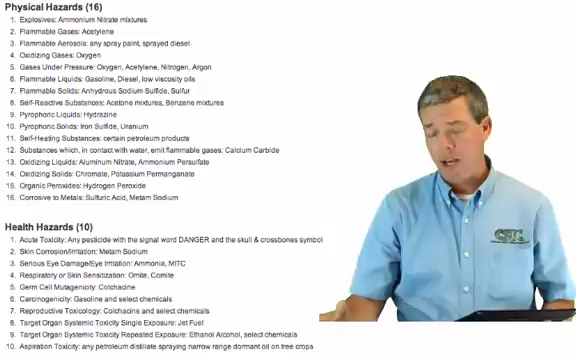 Physical Hazards (16)
1. Explosives: Ammonium Nitrate mixtures
2. Flammable Gases: Acetylene
3. Flammable Aerosols: any spray paint, sprayed diesel
4. Oxidizing Gases: Oxygen
5. Gases Under Pressure: Oxygen, Acetylene, Nitrogen, Argon
6. Flammable Liquids: Gasoline, Diesel, low viscosity oils
7. Flammable Solids: Anhydrous Sodium Sulfide, Sulfur
8. Self-Reactive Substances: Acetone mixtures, Benzene mixtures
9. Pyrophoric Liquids: Hydrazine
10. Pyrophoric Solids: Iron Sulfide, Uranium
11. Self-Heating Substances: certain petroleum products
12. Substances which, in contact with water, emit flammable gases: Calcium Carbide
13. Oxidizing Liquids: Aluminum Nitrate, Ammonium Persulfate
14. Oxidizing Solids: Chromate, Potassium Permanganate
15. Organic Peroxides: Hydrogen Peroxide
16. Corrosive to Metals: Sulfuric Acid, Metam Sodium
Health Hazards (10)
1. Acute Toxicity: Any pesticide with the signal word DANGER and the skull & crossbones symbol
2. Skin Corrosion/Irritation: Metam Sodium
3. Serious Eye Damage/Eye Irritation: Ammonia, MITC
4. Respiratory or Skin Sensitization: Omite, Comite
5. Germ Cell Mutagenicity: Colchacine
6. Carcinogenicity: Gasoline and select chemicals
7. Reproductive Toxicology: Colchacine and select chemicals
8. Target Organ Systemic Toxicity Single Exposure: Jet Fuel
9. Target Organ Systemic Toxicity Repeated Exposure: Ethanol Alcohol, select chemicals
10. Aspiration Toxicity: any petroleum distillate spraying narrow range dormant oil on tree crops